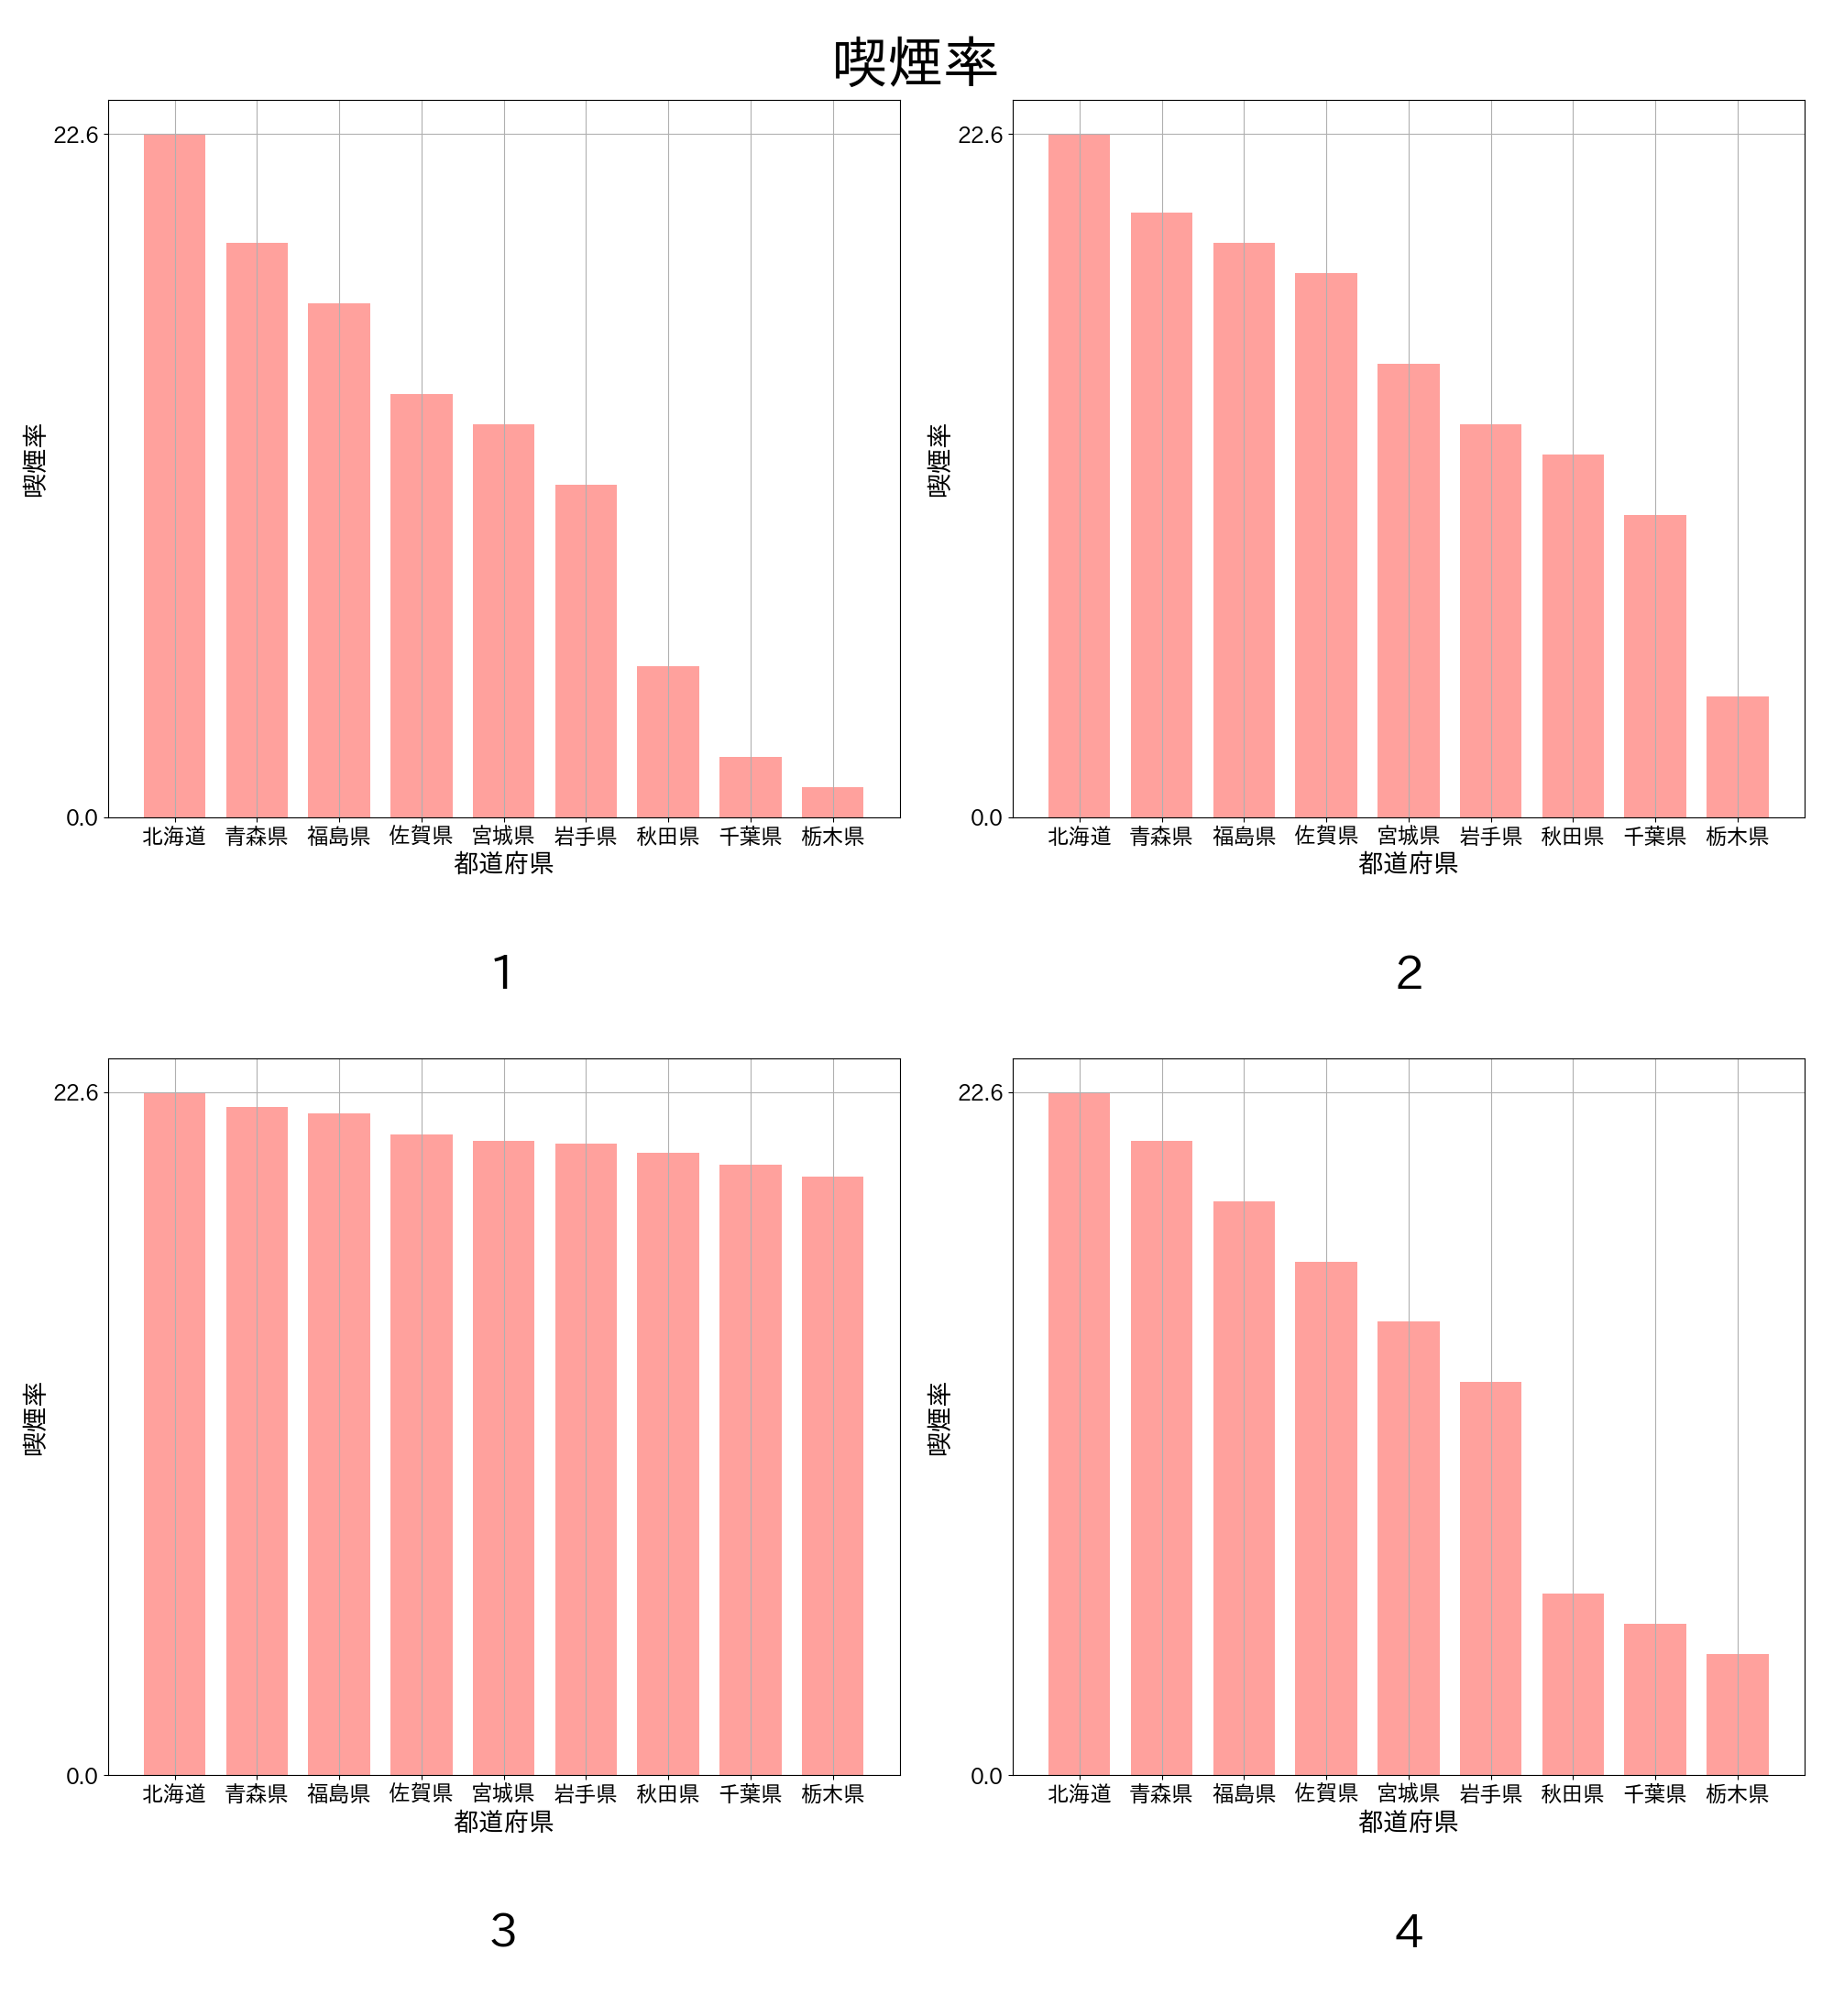 喫煙率
22.6
喫煙率
0.0
北海道 青森県 福島県 佐賀県 宮城県 岩手県 秋田県 千葉県 栃木県
都道府県
1
22.6
喫煙率
0.0
北海道 青森県 福島県 佐賀県 宮城県 岩手県 秋田県 千葉県 栃木県
都道府県
2
22.6
喫煙率
0.0
北海道 青森県 福島県 佐賀県 宮城県 岩手県 秋田県 千葉県 栃木県
都道府県
3
22.6
喫煙率
0.0
北海道 青森県 福島県 佐賀県 宮城県 岩手県 秋田県 千葉県 栃木県
都道府県
4